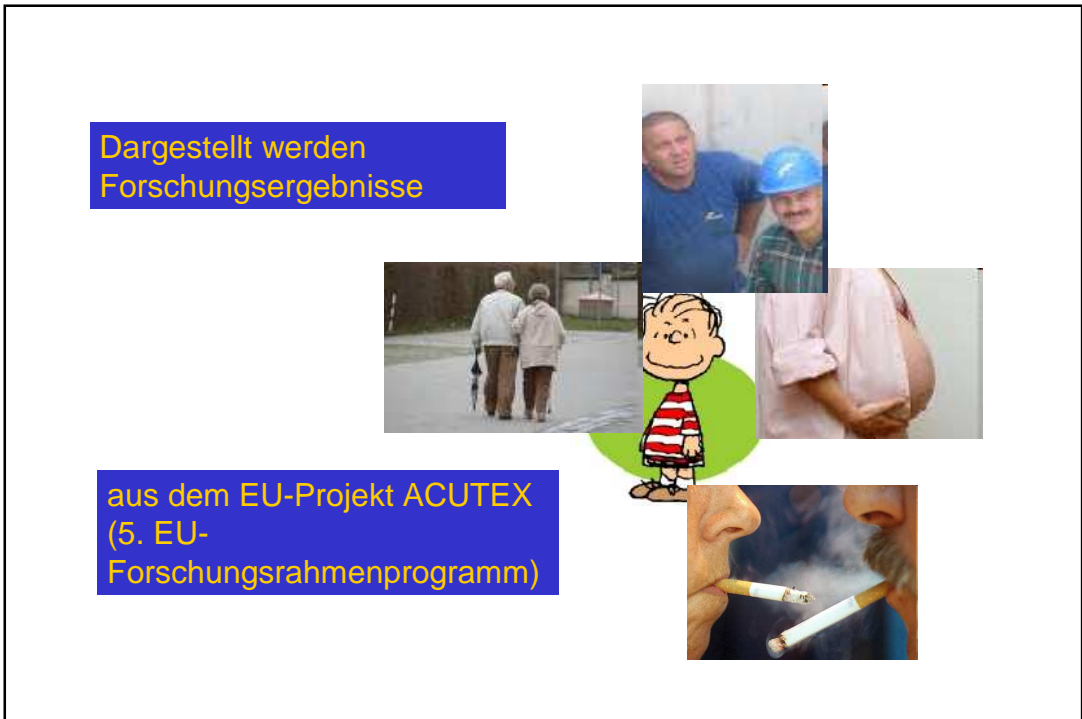 Dargestellt werden
Forschungsergebnisse
aus dem EU-Projekt ACUTEX
(5. EU-
Forschungsrahmenprogramm)